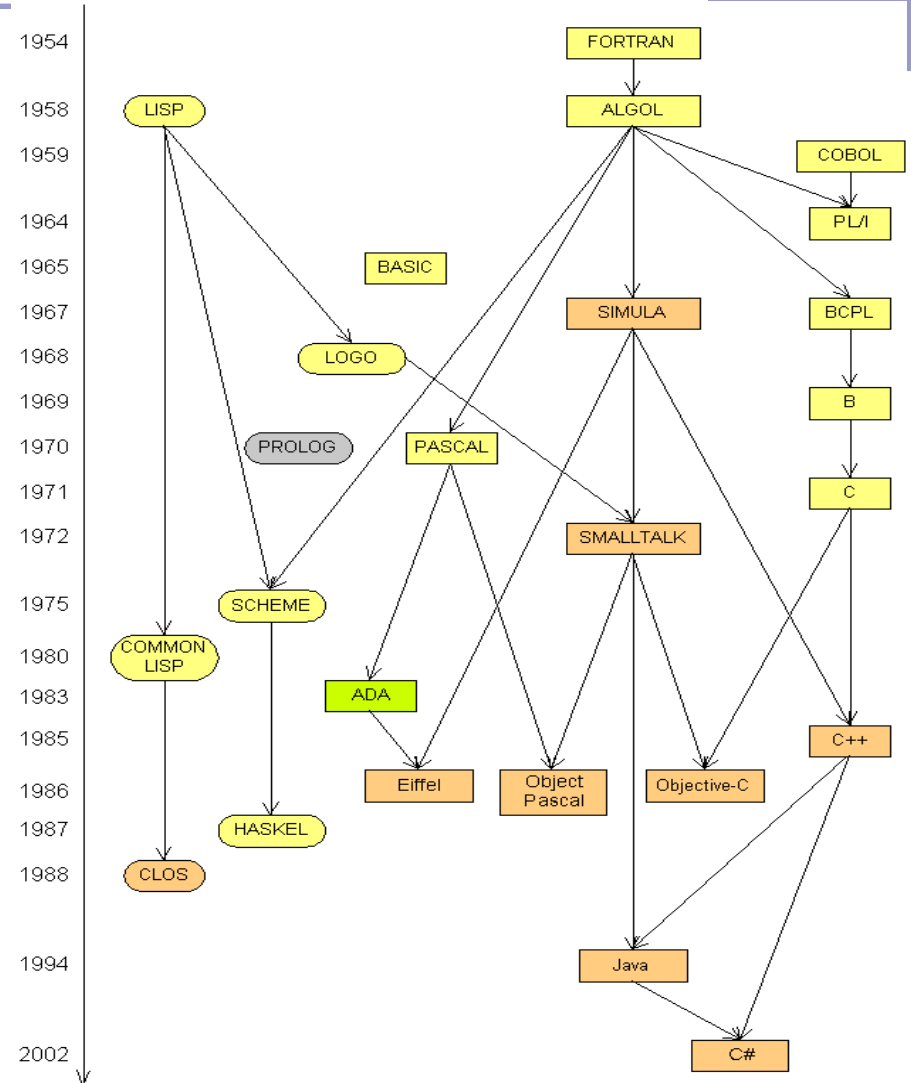 1954
FORTRAN
1958
LISP
ALGOL
1959
COBOL
1964
PL/I
1965
BASIC
1967
SIMULA
BCPL
1968
LOGO
1969
B
1970
PROLOG
PASCAL
1971
C
1972
SMALLTALK
1975
SCHEME
1980
COMMON
LISP
1983
ADA
1985
C++
1986
Eiffel
Object
Pascal
Objective-C
1987
HASKEL
1988
CLOS
1994
Java
2002
C#